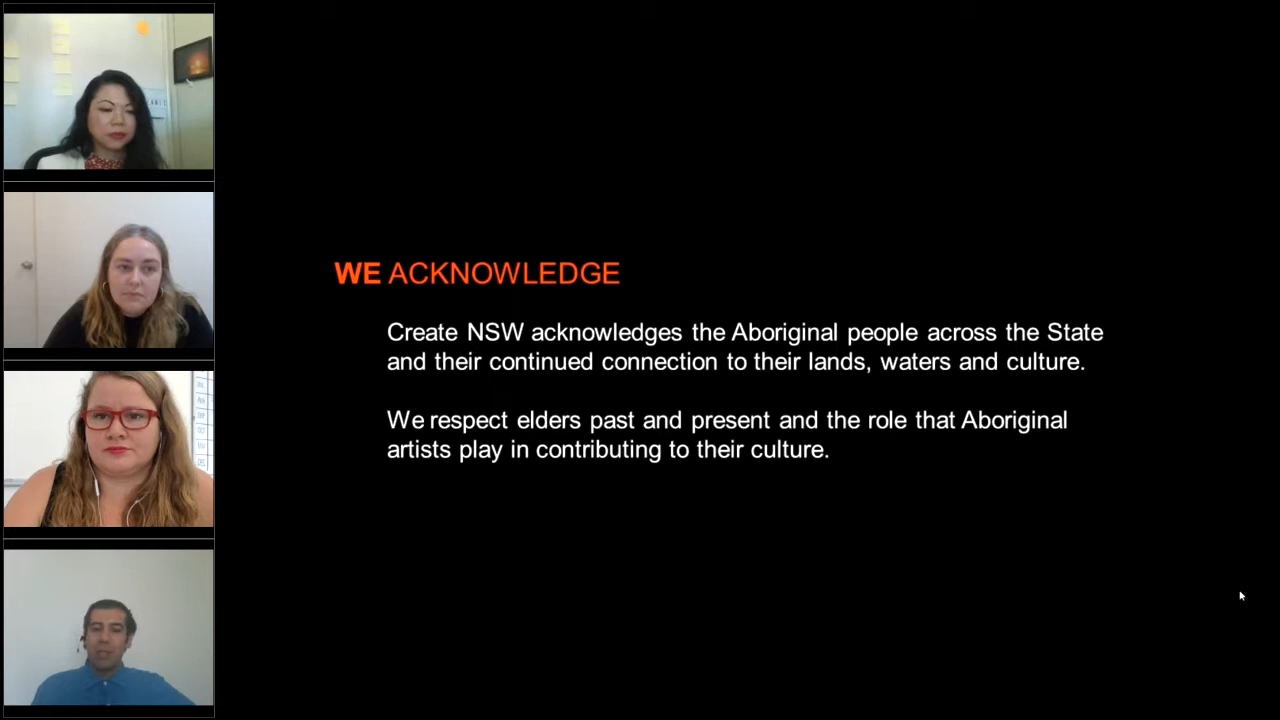 WE ACKNOWLEDGE
Create NSW acknowledges the Aboriginal people across the State
and their continued connection to their lands, waters and culture.
We respect elders past and present and the role that Aboriginal
artists play in contributing to their culture.